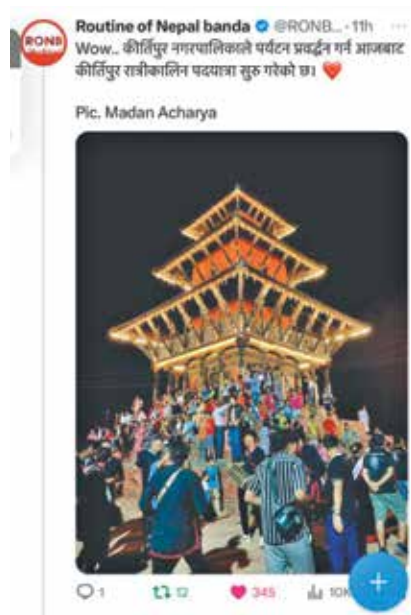 RONB
Routine of Nepal banda @RONB... · 11h
Wow.. कीर्तिपुर नगरपालिकाले पर्यटन प्रवर्द्धन गर्न आजबाट
कीर्तिपुर रात्रीकालिन पदयात्रा सुरु गरेको छ। ❤️
Pic. Madan Acharya
1 12 345 10K